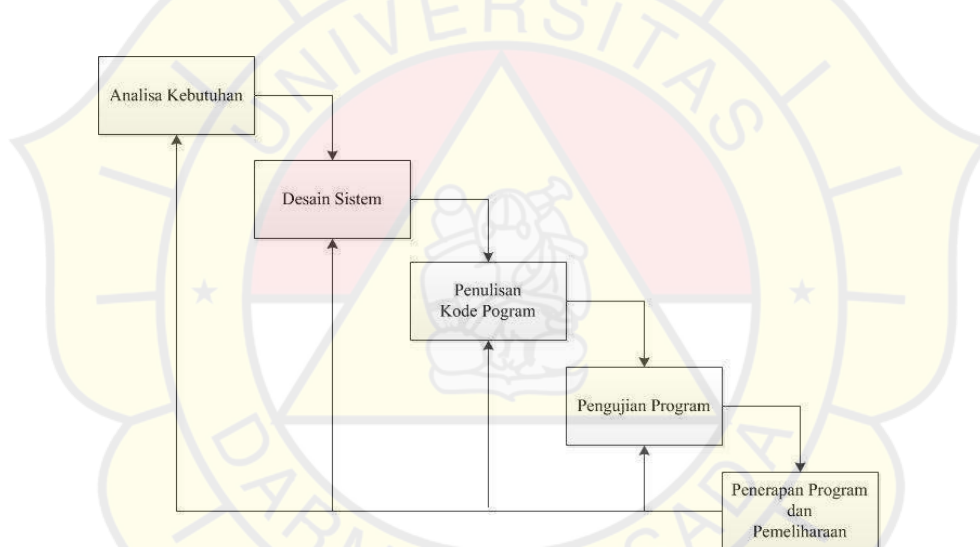 UNIVERSITAS
Analisa Kebutuhan
Desain Sistem
Penulisan
Kode Pogram
Pengujian Program
Penerapan Program
dan
Pemeliharaan